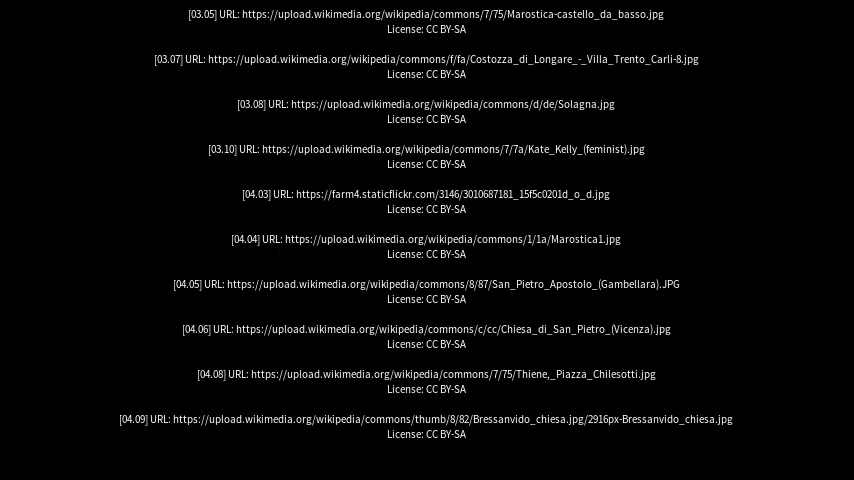 [03.05] URL: https://upload.wikimedia.org/wikipedia/commons/7/75/Marostica-castello_da_basso.jpg
License: CC BY-SA
[03.07] URL: https://upload.wikimedia.org/wikipedia/commons/f/fa/Costozza_di_Longare_-_Villa_Trento_Carli-8.jpg
License: CC BY-SA
[03.08] URL: https://upload.wikimedia.org/wikipedia/commons/d/de/Solagna.jpg
License: CC BY-SA
[03.10] URL: https://upload.wikimedia.org/wikipedia/commons/7/7a/Kate_Kelly_(feminist).jpg
License: CC BY-SA
[04.03] URL: https://farm4.staticflickr.com/3146/3010687181_15f5c0201d_o_d.jpg
License: CC BY-SA
[04.04] URL: https://upload.wikimedia.org/wikipedia/commons/1/1a/Marostica1.jpg
License: CC BY-SA
[04.05] URL: https://upload.wikimedia.org/wikipedia/commons/8/87/San_Pietro_Apostolo_(Gambellara).JPG
License: CC BY-SA
[04.06] URL: https://upload.wikimedia.org/wikipedia/commons/c/cc/Chiesa_di_San_Pietro_(Vicenza).jpg
License: CC BY-SA
[04.08] URL: https://upload.wikimedia.org/wikipedia/commons/7/75/Thiene,_Piazza_Chilesotti.jpg
License: CC BY-SA
[04.09] URL: https://upload.wikimedia.org/wikipedia/commons/thumb/8/82/Bressanvido_chiesa.jpg/2916px-Bressanvido_chiesa.jpg
License: CC BY-SA